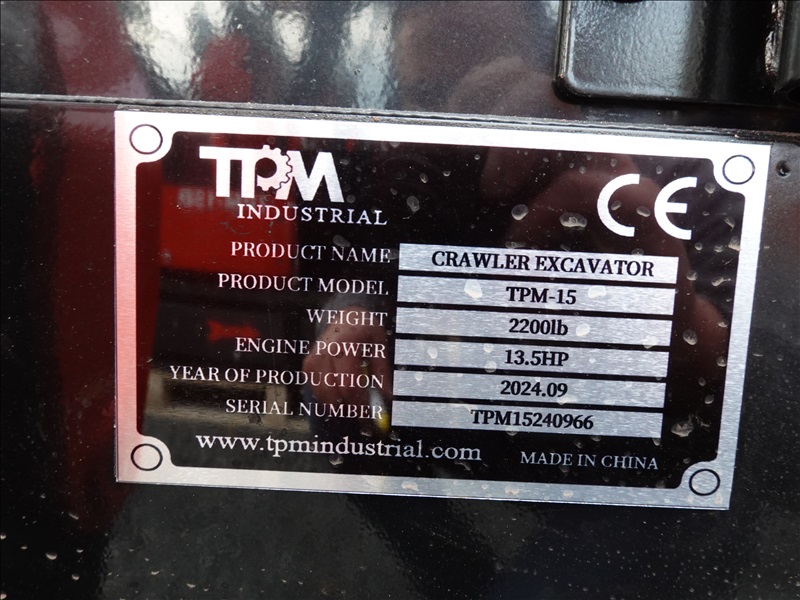 TPM
INDUSTRIAL
CE
PRODUCT NAME CRAWLER EXCAVATOR
PRODUCT MODEL TPM-15
WEIGHT 2200lb
ENGINE POWER 13.5HP
YEAR OF PRODUCTION 2024.09
SERIAL NUMBER TPM15240966
www.tpmindustrial.com MADE IN CHINA